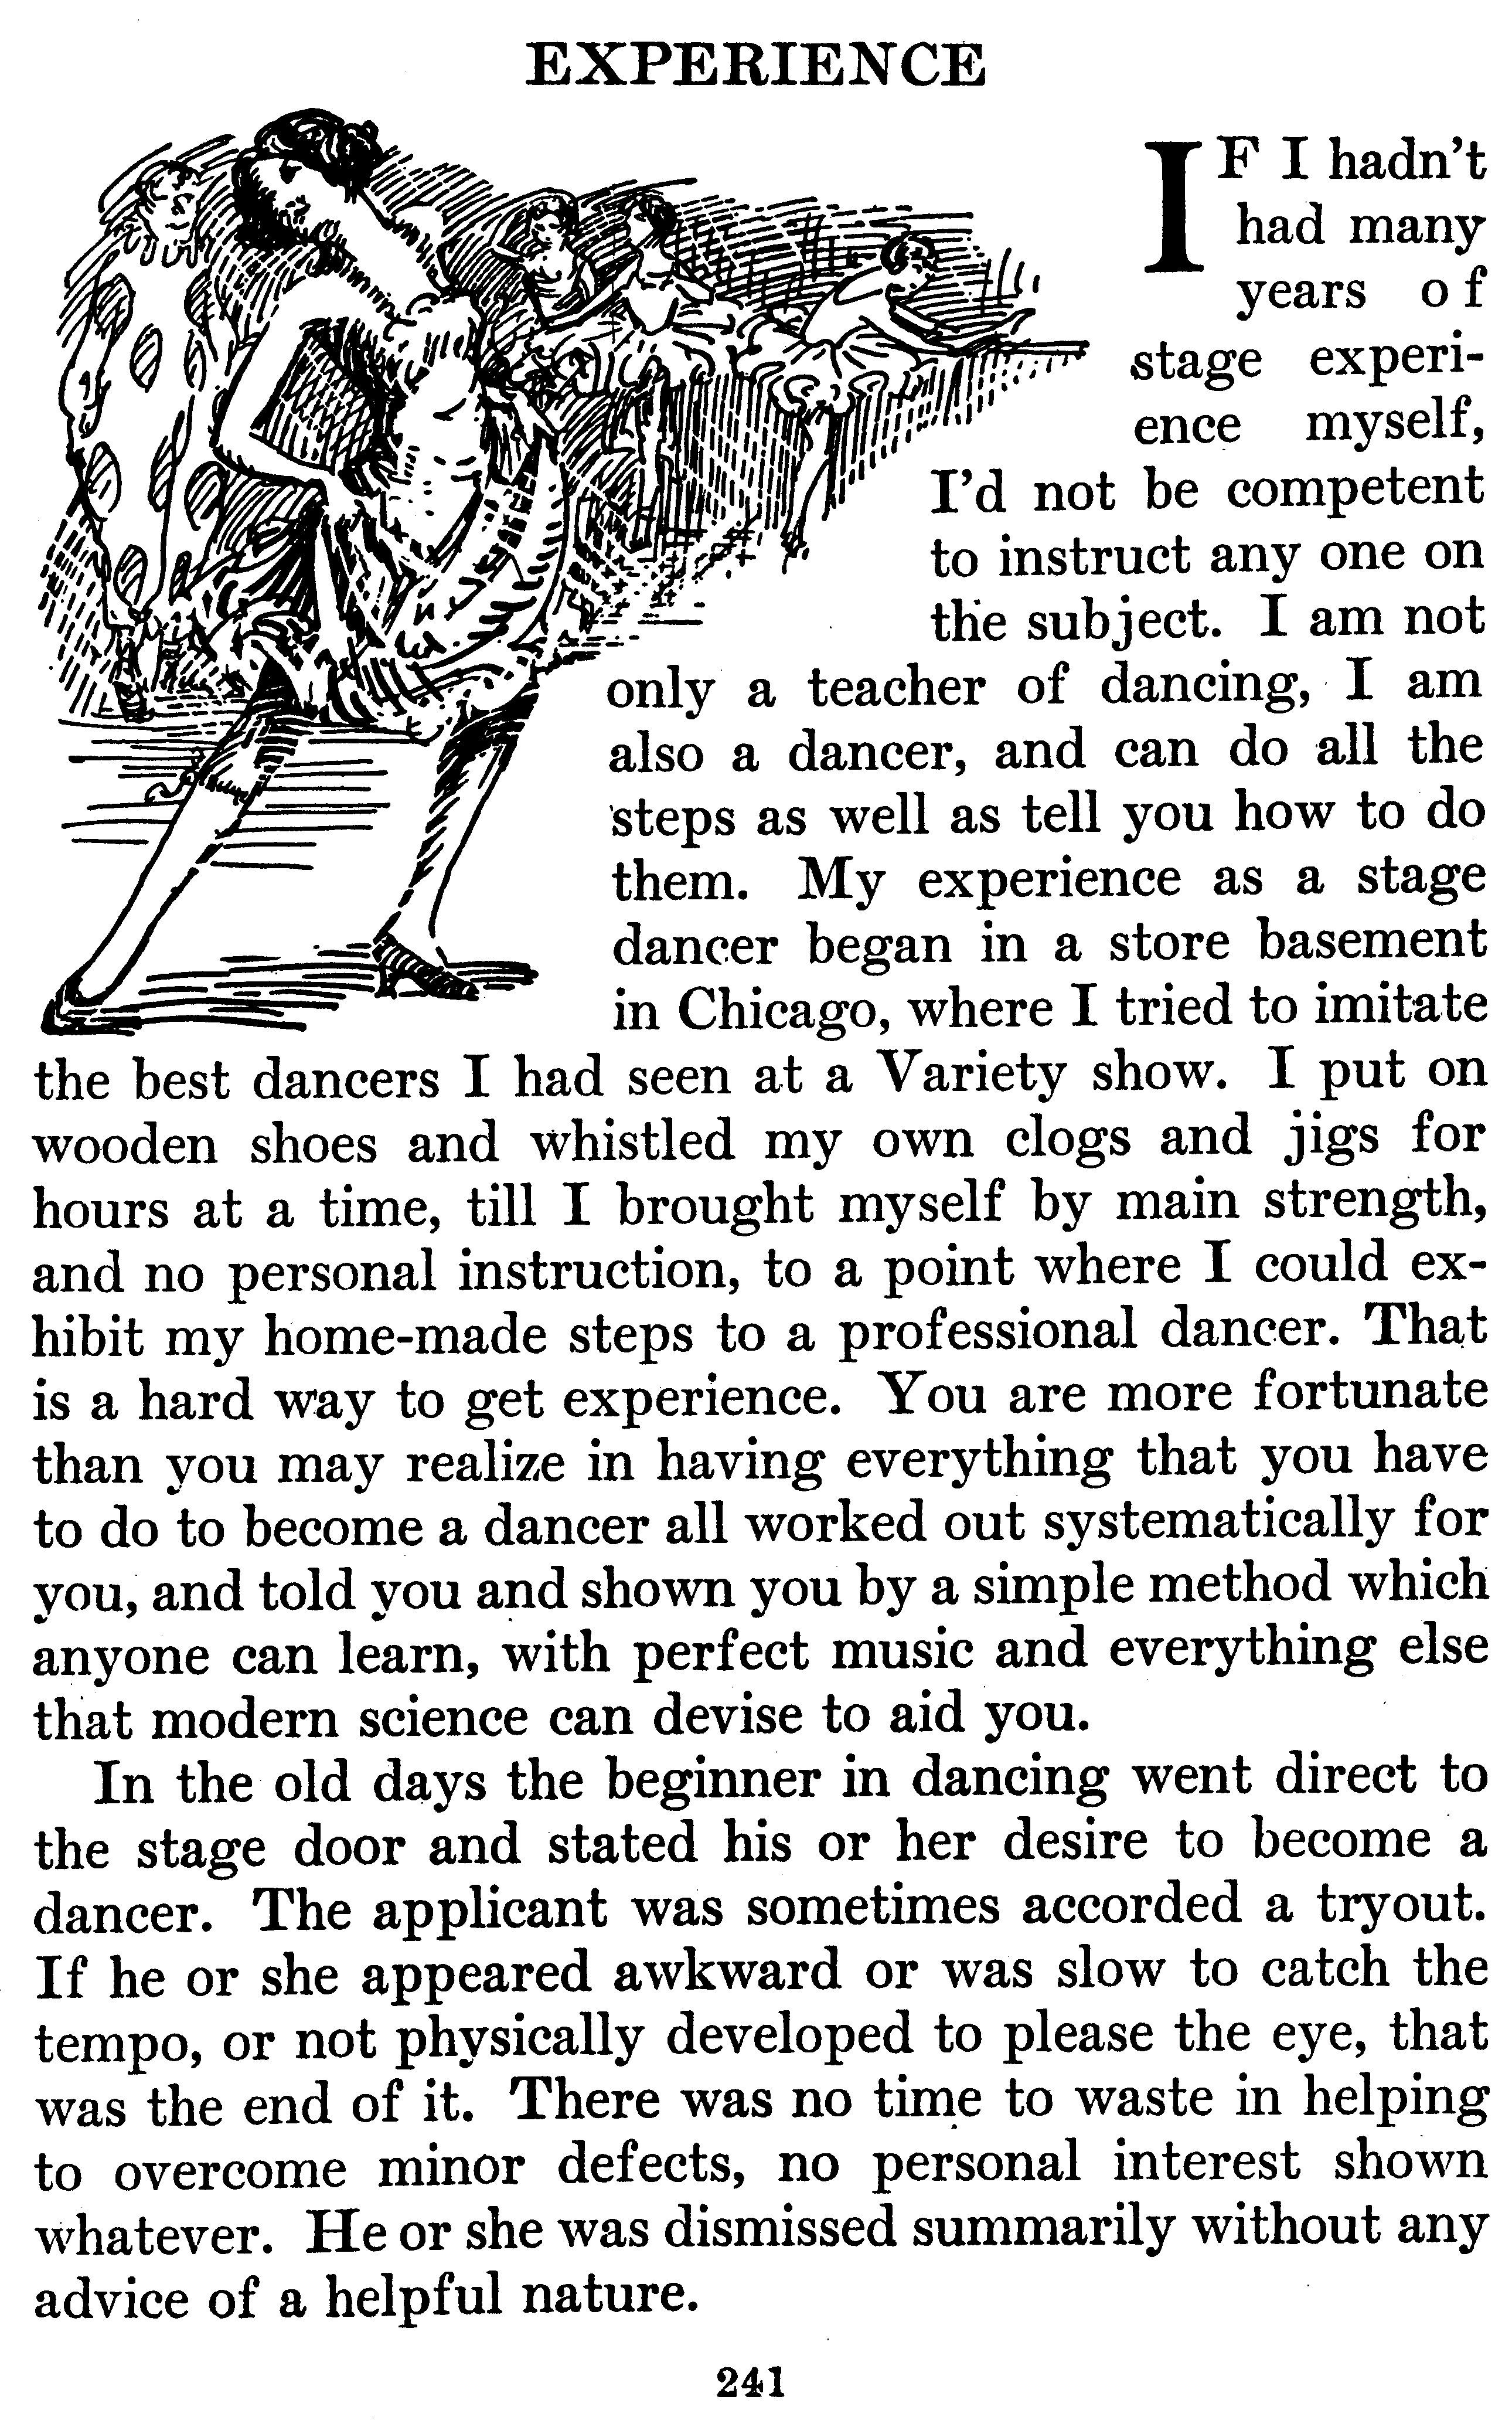 EXPERIENCE
IF I hadn't
had many
years of
stage experi-
ence myself,
I'd not be competent
to instruct any one on
the subject. I am not
only a teacher of dancing, I am
also a dancer, and can do all the
steps as well as tell you how to do
them. My experience as a stage
dancer began in a store basement
in Chicago, where I tried to imitate
the best dancers I had seen at a Variety show. I put on
wooden shoes and whistled my own clogs and jigs for
hours at a time, till I brought myself by main strength,
and no personal instruction, to a point where I could ex-
hibit my home-made steps to a professional dancer. That
is a hard way to get experience. You are more fortunate
than you may realize in having everything that you have
to do to become a dancer all worked out systematically for
you, and told you and shown you by a simple method which
anyone can learn, with perfect music and everything else
that modern science can devise to aid you.
In the old days the beginner in dancing went direct to
the stage door and stated his or her desire to become a
dancer. The applicant was sometimes accorded a tryout.
If he or she appeared awkward or was slow to catch the
tempo, or not physically developed to please the eye, that
was the end of it. There was no time to waste in helping
to overcome minor defects, no personal interest shown
whatever. He or she was dismissed summarily without any
advice of a helpful nature.
241